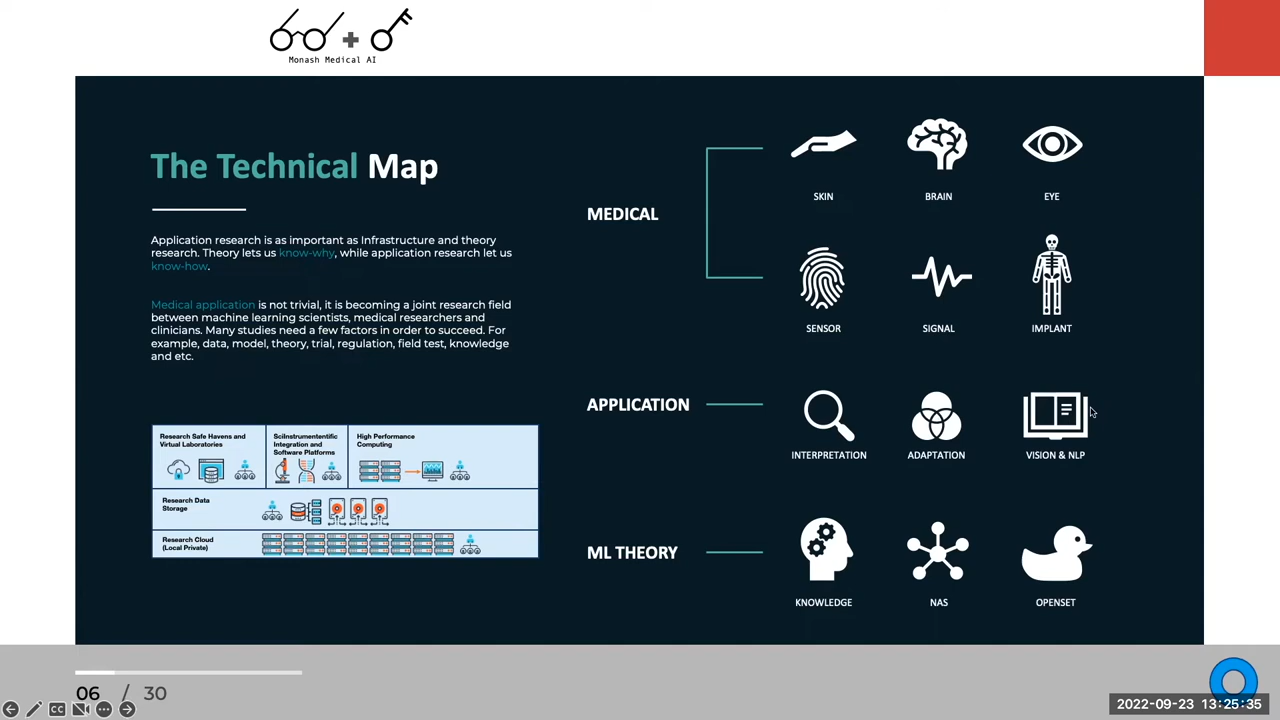 Monash Medical AI
The Technical Map
Application research is as important as Infrastructure and theory
research. Theory lets us know-why, while application research let us
know-how.
Medical application is not trivial, it is becoming a joint research field
between machine learning scientists, medical researchers and
clinicians. Many studies need a few factors in order to succeed. For
example, data, model, theory, trial, regulation, field test, knowledge
and etc.
Research Safe Havens and
Virtual Laboratories
SciInstrumententific
Integration and
Software Platforms
High Performance
Computing
Research Data
Storage
Research Cloud
(Local Private)
MEDICAL
SKIN
BRAIN
EYE
SENSOR
SIGNAL
IMPLANT
APPLICATION
INTERPRETATION
ADAPTATION
VISION & NLP
ML THEORY
KNOWLEDGE
NAS
OPENSET
06 / 30
CC
2022-09-23 13:25:35